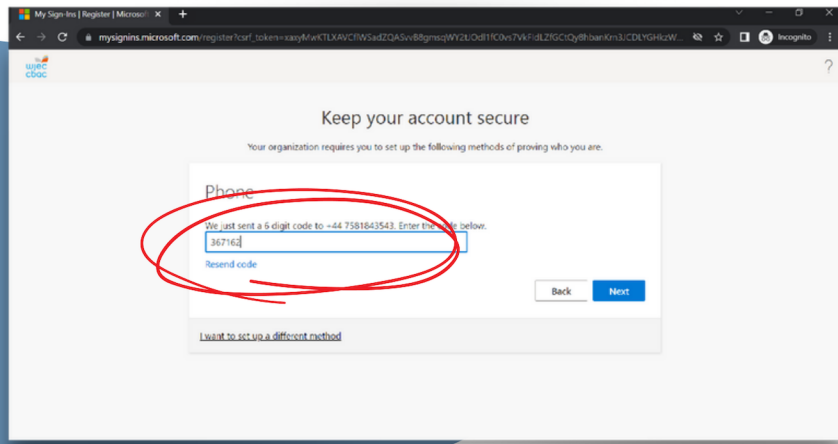 My Sign-Ins | Register | Microsof
mysignins.microsoft.com/register?csrf_token=
Incognito
wjec
cbac
?
Keep your account secure
Your organization requires you to set up the following methods of proving who you are.
Phone
We just sent a 6 digit code to +44 7581843543. Enter the code below.
367162
Resend code
Back Next
I want to set up a different method